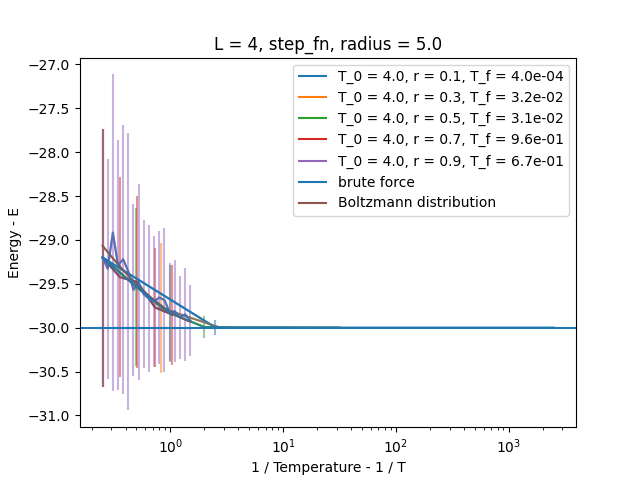 L = 4, step_fn, radius = 5.0
−27.0
−27.5
−28.0
−28.5
−29.0
−29.5
−30.0
−30.5
−31.0
Energy - E
T_0 = 4.0, r = 0.1, T_f = 4.0e-04
T_0 = 4.0, r = 0.3, T_f = 3.2e-02
T_0 = 4.0, r = 0.5, T_f = 3.1e-02
T_0 = 4.0, r = 0.7, T_f = 9.6e-01
T_0 = 4.0, r = 0.9, T_f = 6.7e-01
brute force
Boltzmann distribution
10⁰ 10¹ 10² 10³
1 / Temperature - 1 / T